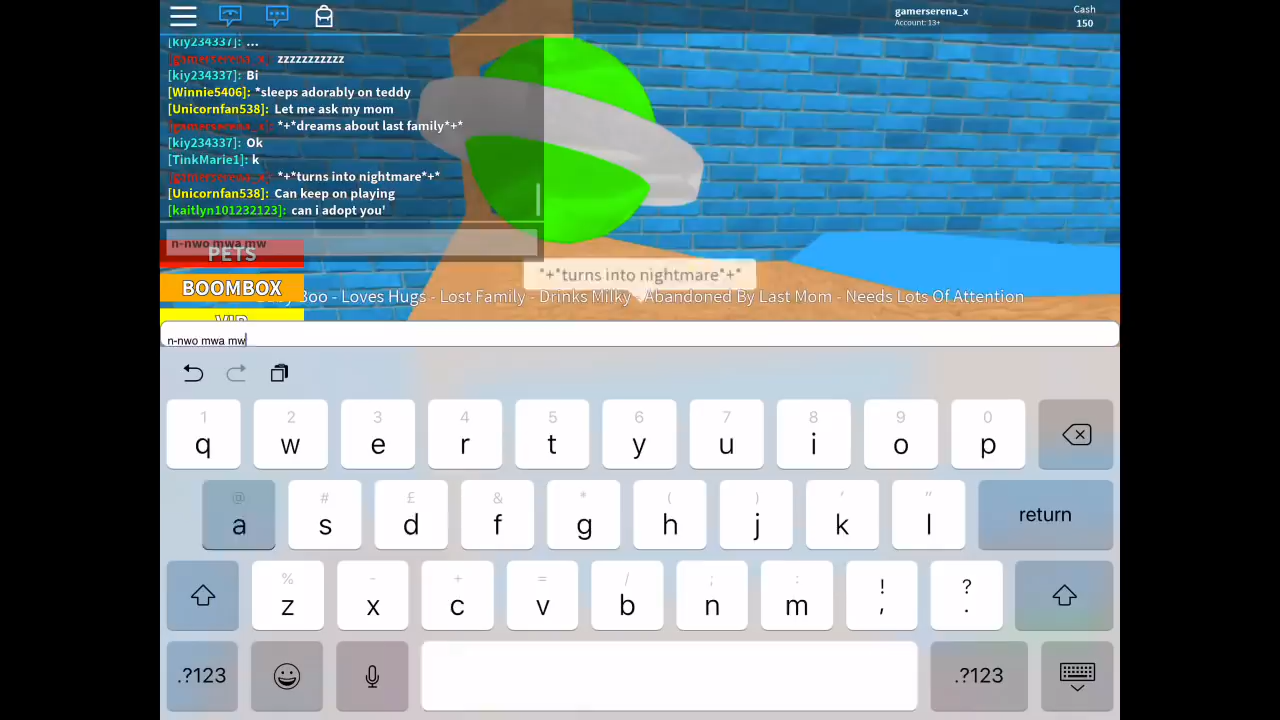 gamerserena_x
Account: 13+
Cash
150
[kiy234337]: ...
[gamerserena_x]: zzzzzzzzzzz
[kiy234337]: Bi
[Winnie5406]: *sleeps adorably on teddy
[Unicornfan538]: Let me ask my mom
[gamerserena_x]: *+*dreams about last family*+*
[kiy234337]: Ok
[TinkMarie1]: k
[gamerserena_x]: *+*turns into nightmare*+*
[Unicornfan538]: Can keep on playing
[kaitlyn101232123]: can i adopt you'
n-nwo mwa mw
PETS
BOOMBOX
VIP
*+*turns into nightmare*+*
Boo - Loves Hugs - Lost Family - Drinks Milky - Abandoned By Last Mom - Needs Lots Of Attention
n-nwo mwa mw
1 2 3 4 5 6 7 8 9 0
q w e r t y u i o p
@ # £ & * ( ) ' "
a s d f g h j k l return
% - + = / ; : ! ?
z x c v b n m , .
.?123 .?123